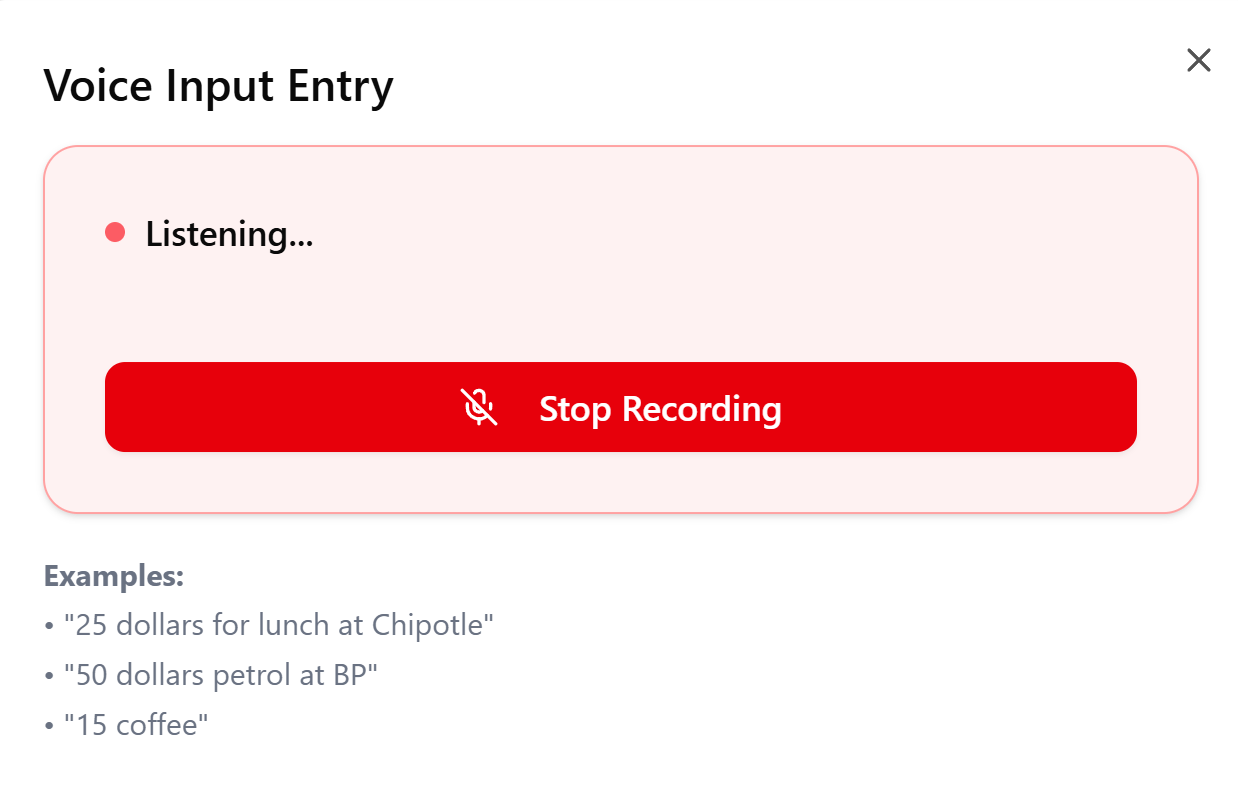 Voice Input Entry
Listening...
Stop Recording
Examples:
• "25 dollars for lunch at Chipotle"
• "50 dollars petrol at BP"
• "15 coffee"